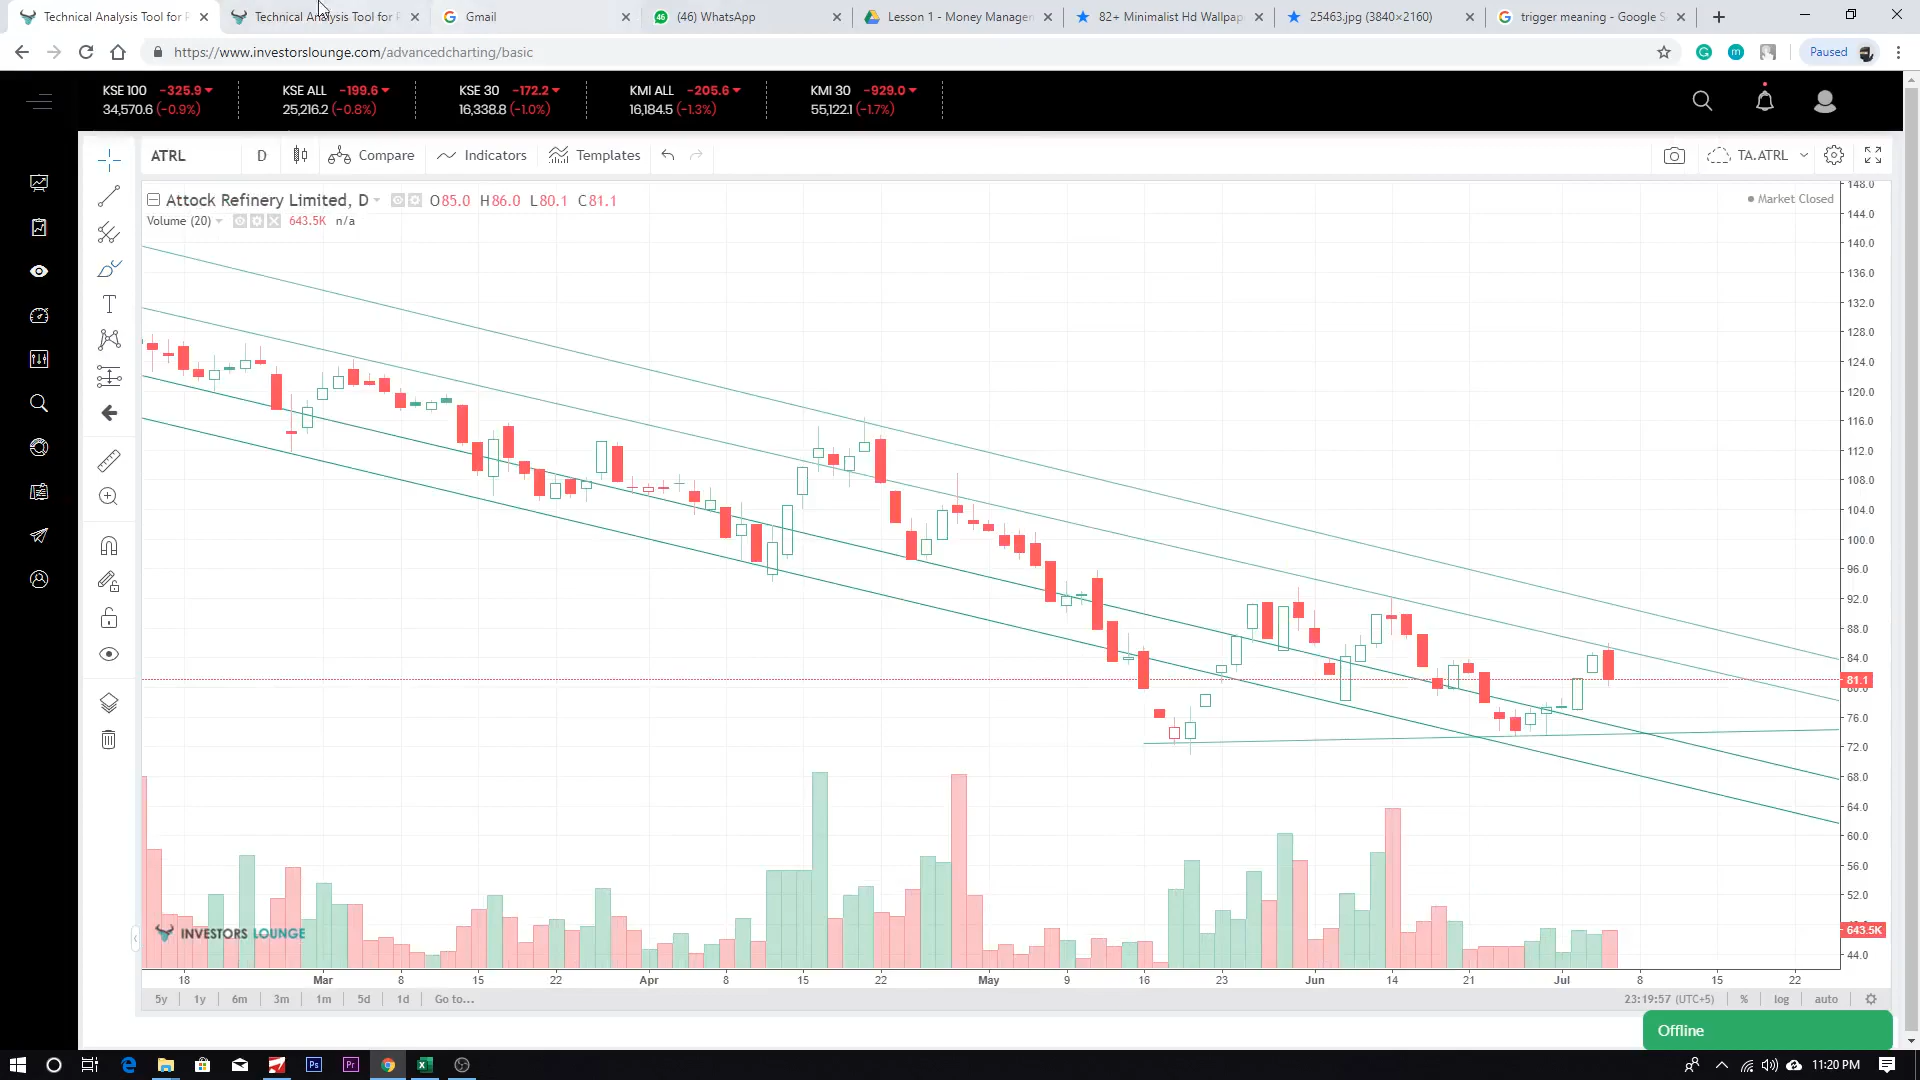 Technical Analysis Tool for P
Technical Analysis Tool for P
Gmail
(46) WhatsApp
Lesson 1 - Money Managem
82+ Minimalist Hd Wallpap
25463.jpg (3840×2160)
trigger meaning - Google S
https://www.investorslounge.com/advancedcharting/basic
Paused
KSE 100 -325.9
34,570.6 (-0.9%)
KSE ALL -199.6
25,216.2 (-0.8%)
KSE 30 -172.2
16,338.8 (-1.0%)
KMI ALL -205.6
16,184.5 (-1.3%)
KMI 30 -929.0
55,122.1 (-1.7%)
ATRL D Compare Indicators Templates TA.ATRL
Attock Refinery Limited, D O85.0 H86.0 L80.1 C81.1
Volume (20) 643.5K n/a
Market Closed
148.0
144.0
140.0
136.0
132.0
128.0
124.0
120.0
116.0
112.0
108.0
104.0
100.0
96.0
92.0
88.0
84.0
81.1
80.0
76.0
72.0
68.0
64.0
60.0
56.0
52.0
643.5K
44.0
INVESTORS LOUNGE
18 Mar 8 15 22 Apr 8 15 22 May 9 16 23 Jun 14 21 Jul 8 15 22
5y 1y 6m 3m 1m 5d 1d Go to...
23:19:57 (UTC+5) % log auto
Offline
Ps
Pr
11:20 PM